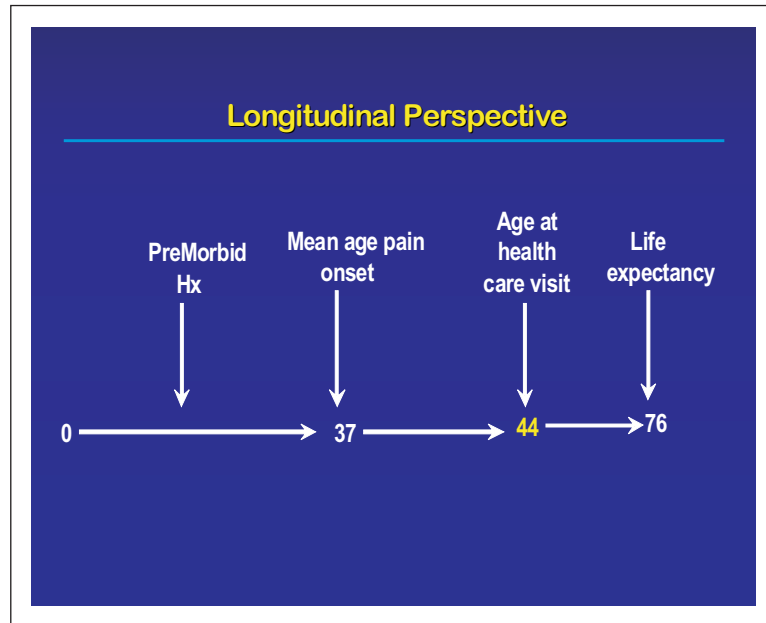 Longitudinal Perspective
PreMorbid
Hx
Mean age pain
onset
Age at
health
care visit
Life
expectancy
0
37
44
76